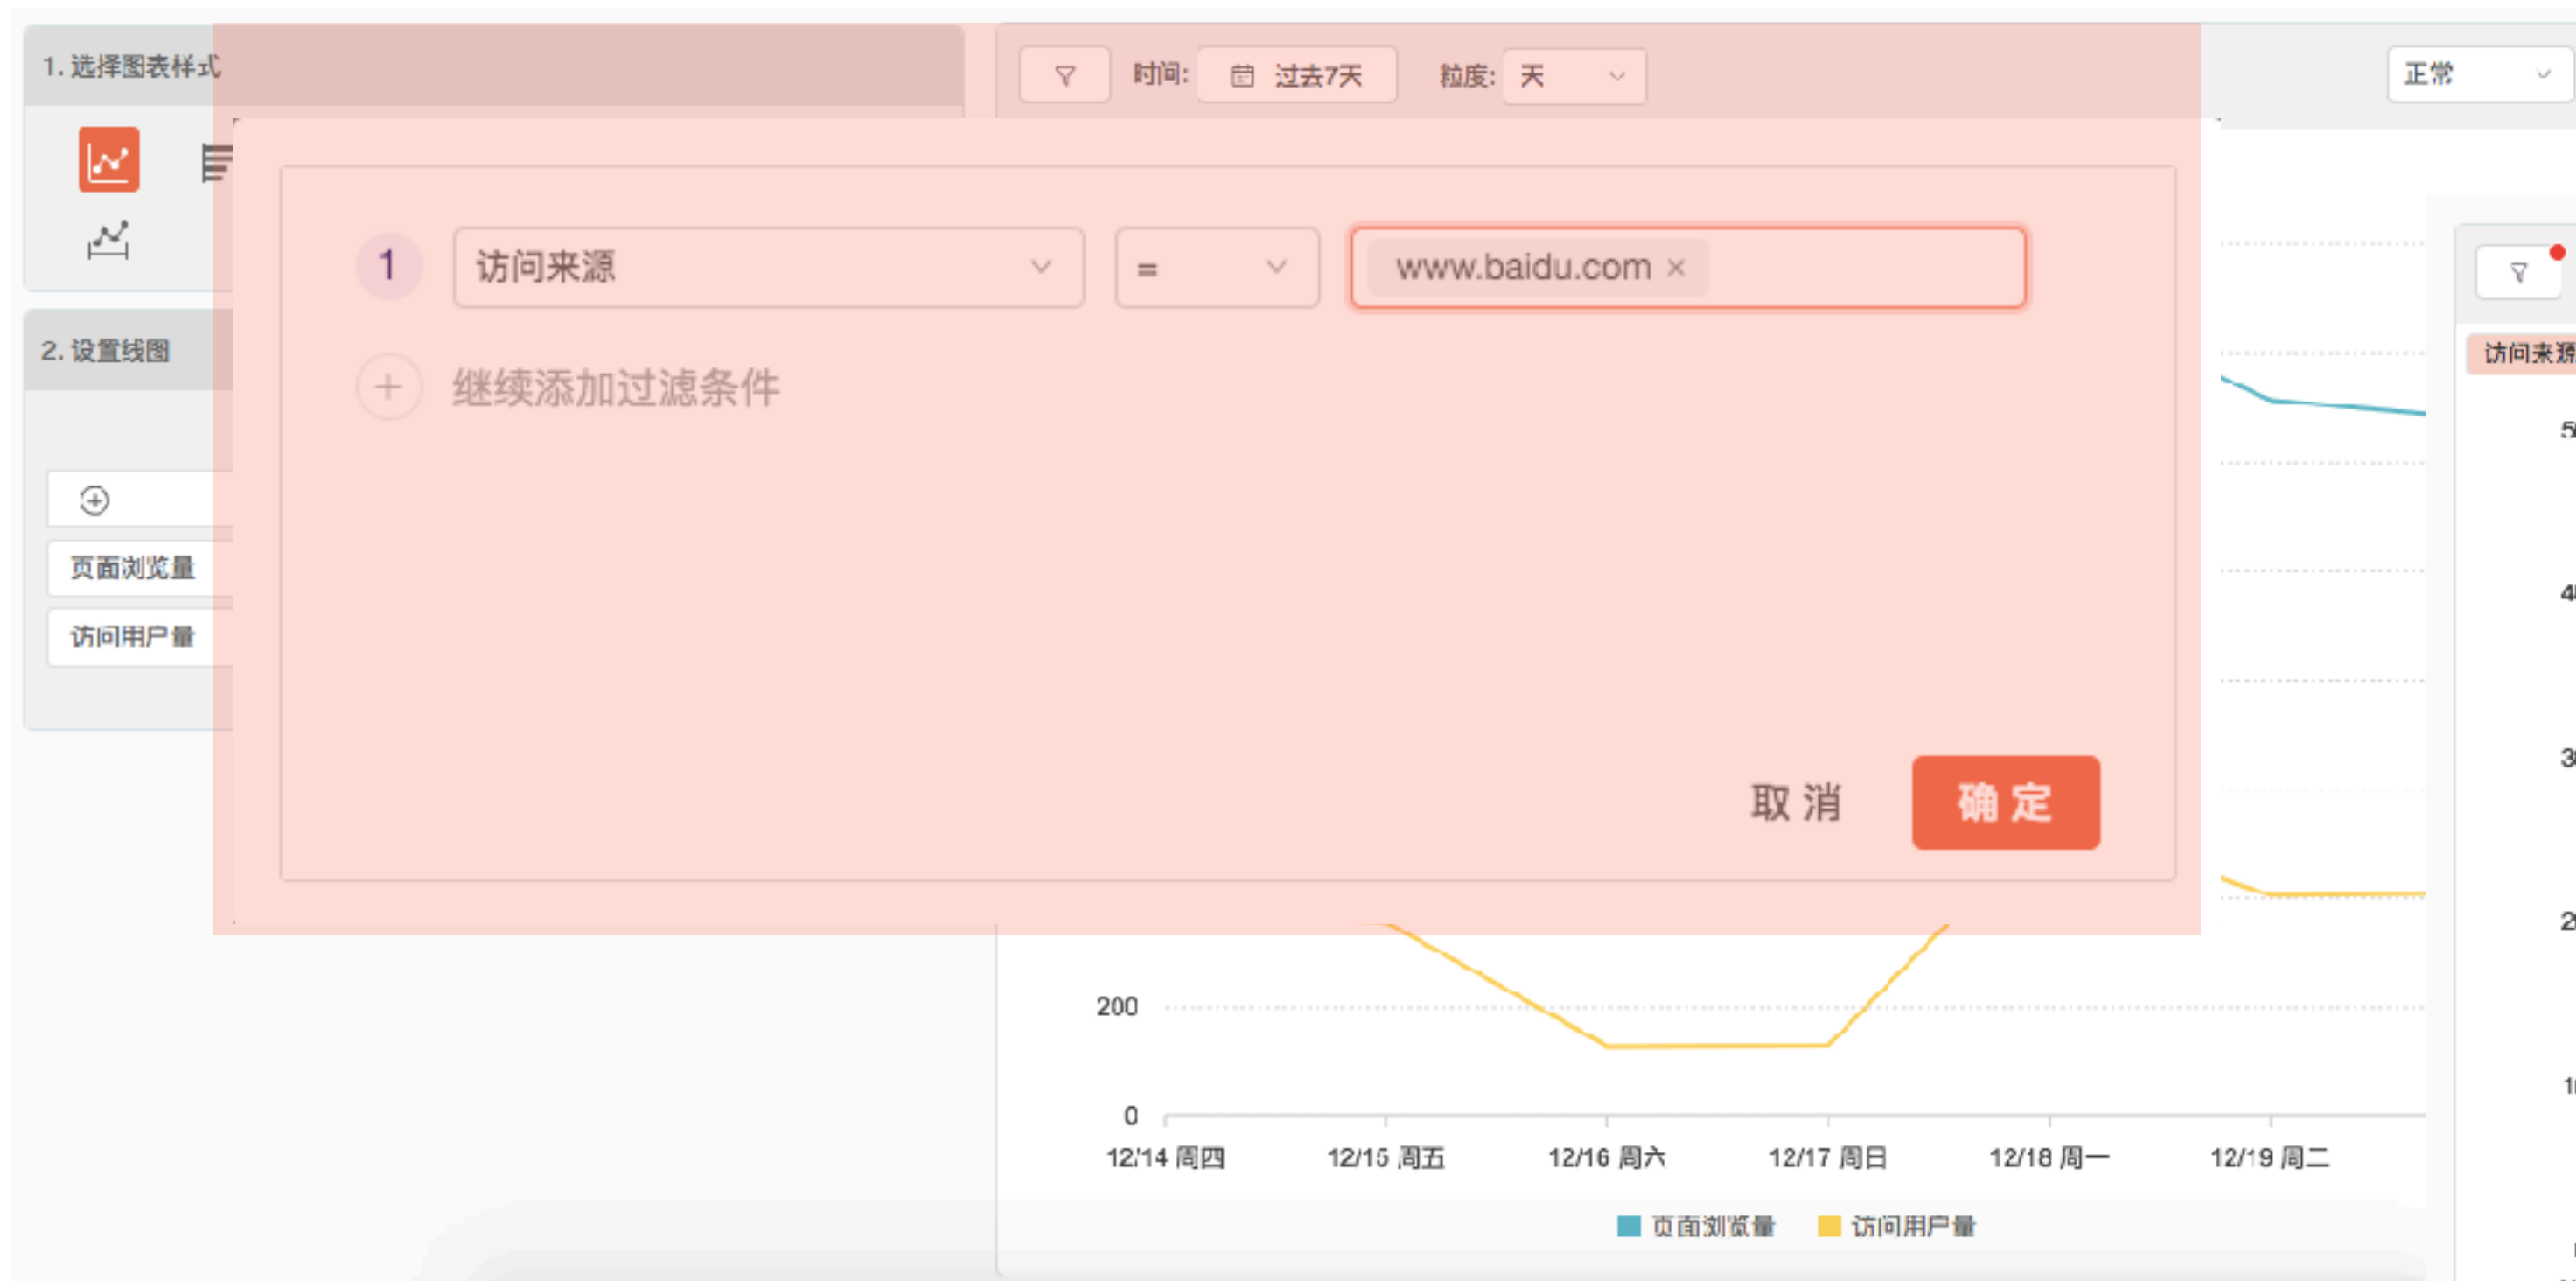 1. 选择图表样式
时间: 过去7天 粒度: 天
正常
1 访问来源 = www.baidu.com ×
继续添加过滤条件
2. 设置线图
页面浏览量
访问用户量
取消 确定
访问来源
200
0
12/14 周四 12/15 周五 12/16 周六 12/17 周日 12/18 周一 12/19 周二
页面浏览量 访问用户量